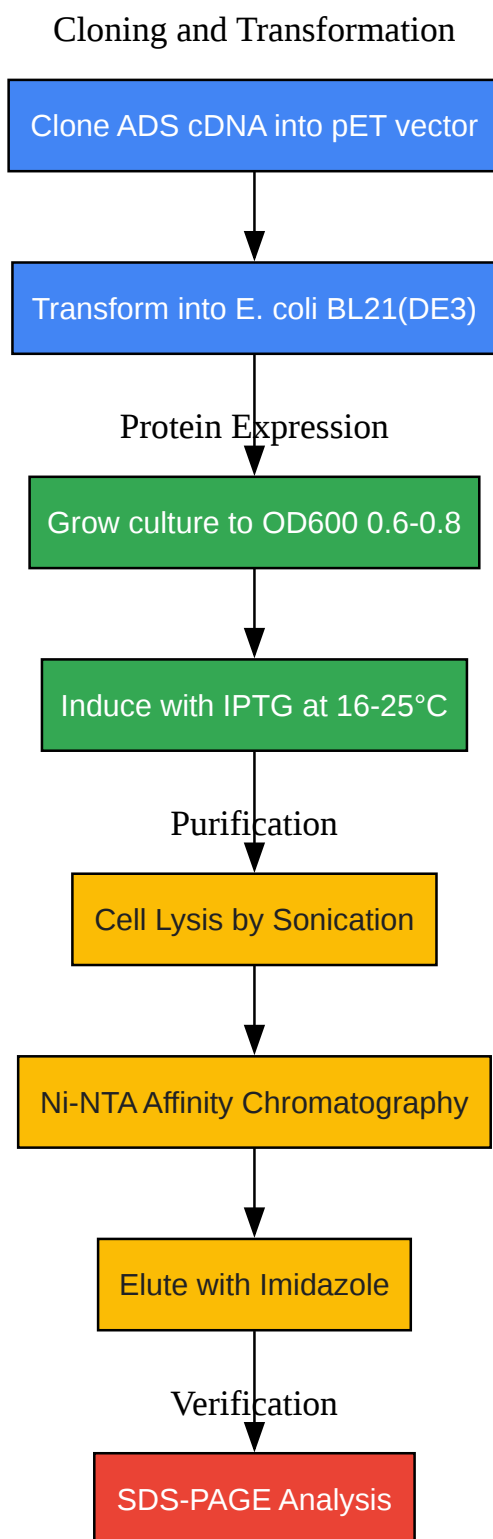 Cloning and Transformation
Clone ADS cDNA into pET vector
Transform into E. coli BL21(DE3)
Protein Expression
Grow culture to OD600 0.6-0.8
Induce with IPTG at 16-25°C
Purification
Cell Lysis by Sonication
Ni-NTA Affinity Chromatography
Elute with Imidazole
Verification
SDS-PAGE Analysis